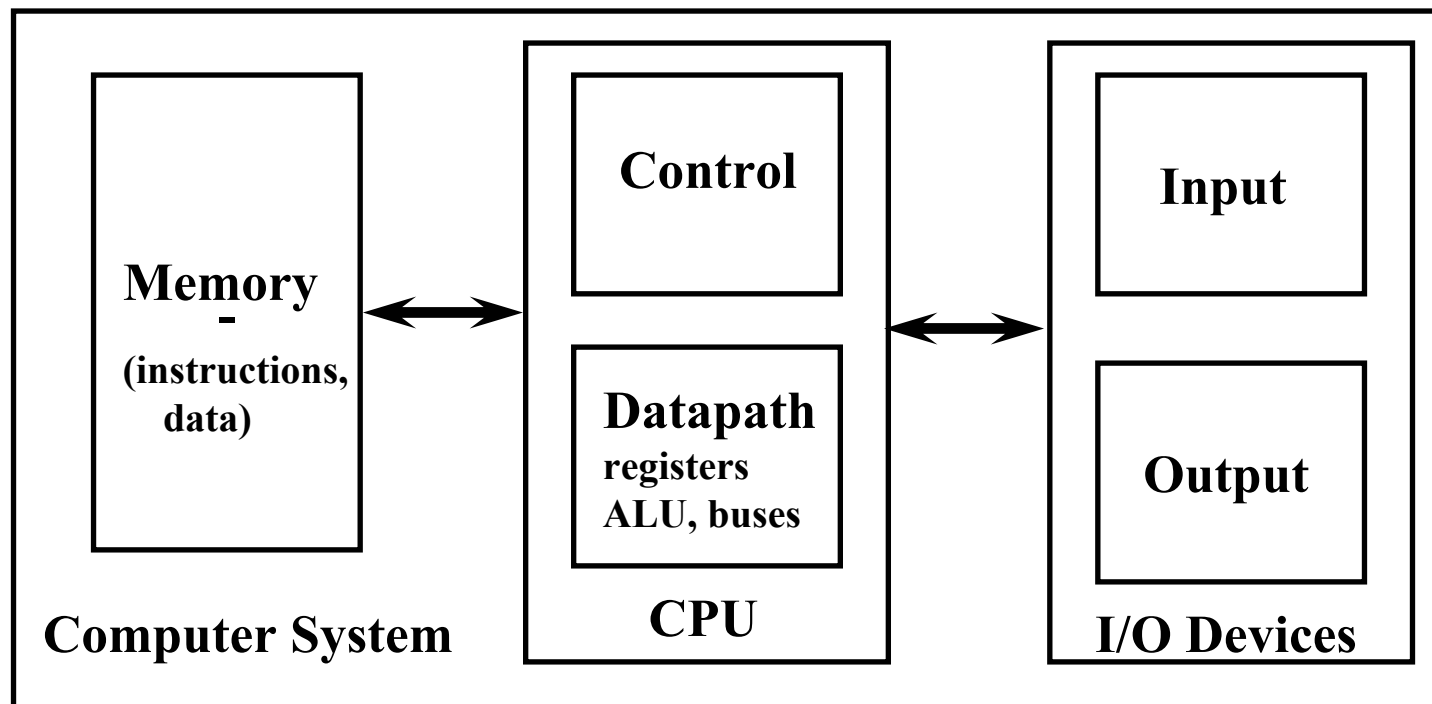 Memory
-
(instructions,
data)
Computer System
Control
Datapath
registers
ALU, buses
CPU
Input
Output
I/O Devices